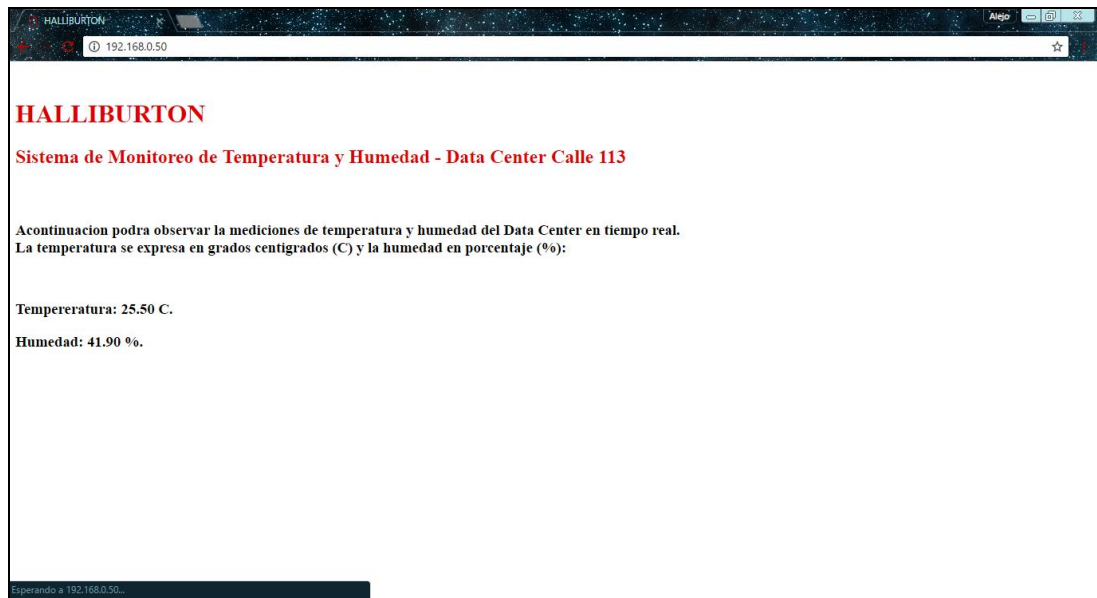 HALLIBURTON
Alejo
192.168.0.50
HALLIBURTON
Sistema de Monitoreo de Temperatura y Humedad - Data Center Calle 113
Acontinuacion podra observar la mediciones de temperatura y humedad del Data Center en tiempo real.
La temperatura se expresa en grados centigrados (C) y la humedad en porcentaje (%):
Tempereratura: 25.50 C.
Humedad: 41.90 %.
Esperando a 192.168.0.50...